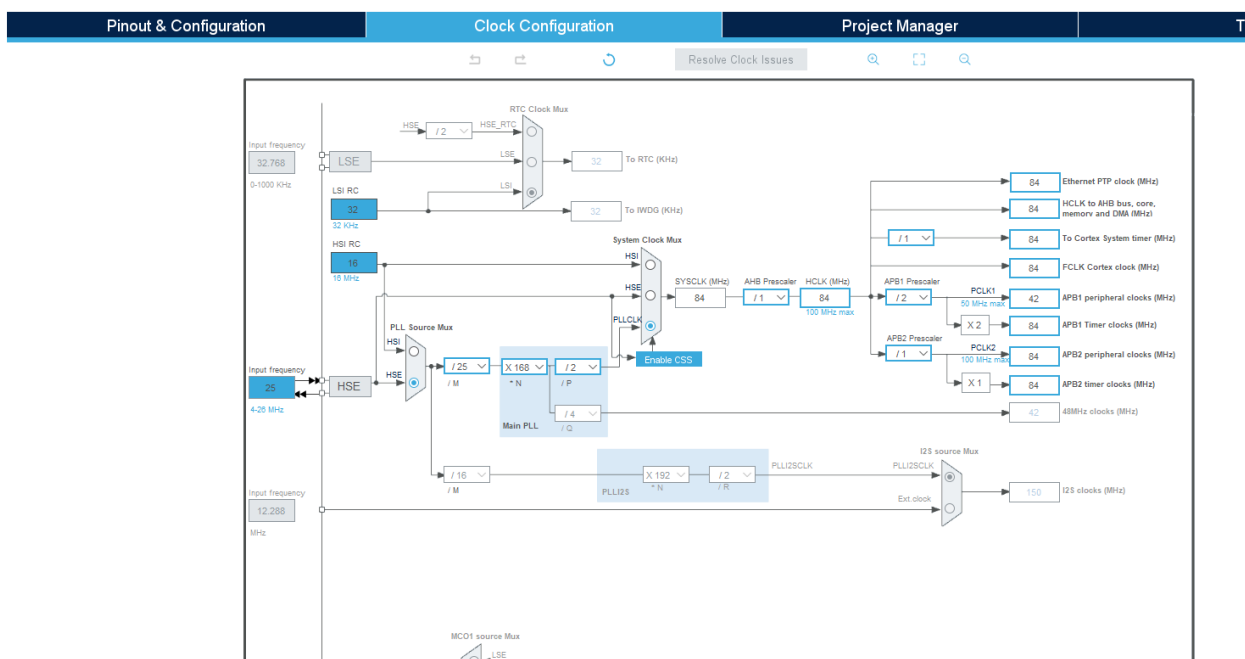 Pinout & Configuration
Clock Configuration
Project Manager
T
Resolve Clock Issues
RTC Clock Mux
HSE
/ 2
HSE_RTC
Input frequency
32.768
0-1000 KHz
LSE
LSE
32
To RTC (KHz)
LSI RC
32
32 KHz
LSI
32
To IWDG (KHz)
HSI RC
16
16 MHz
System Clock Mux
HSI
HSE
PLLCLK
Enable CSS
SYSCLK (MHz)
84
AHB Prescaler
/ 1
HCLK (MHz)
84
100 MHz max
84
Ethernet PTP clock (MHz)
84
HCLK to AHB bus, core,
memory and DMA (MHz)
/ 1
84
To Cortex System timer (MHz)
84
FCLK Cortex clock (MHz)
APB1 Prescaler
/ 2
PCLK1
50 MHz max
42
APB1 peripheral clocks (MHz)
X 2
84
APB1 Timer clocks (MHz)
APB2 Prescaler
/ 1
PCLK2
100 MHz max
84
APB2 peripheral clocks (MHz)
X 1
84
APB2 timer clocks (MHz)
PLL Source Mux
HSI
HSE
Input frequency
25
4-26 MHz
HSE
/ 25
/ M
X 168
* N
/ 2
/ P
/ 4
/ Q
Main PLL
42
48MHz clocks (MHz)
/ 16
/ M
X 192
* N
/ 2
/ R
PLLI2S
PLLI2SCLK
I2S source Mux
PLLI2SCLK
Ext.clock
150
I2S clocks (MHz)
Input frequency
12.288
MHz
MCO1 source Mux
LSE